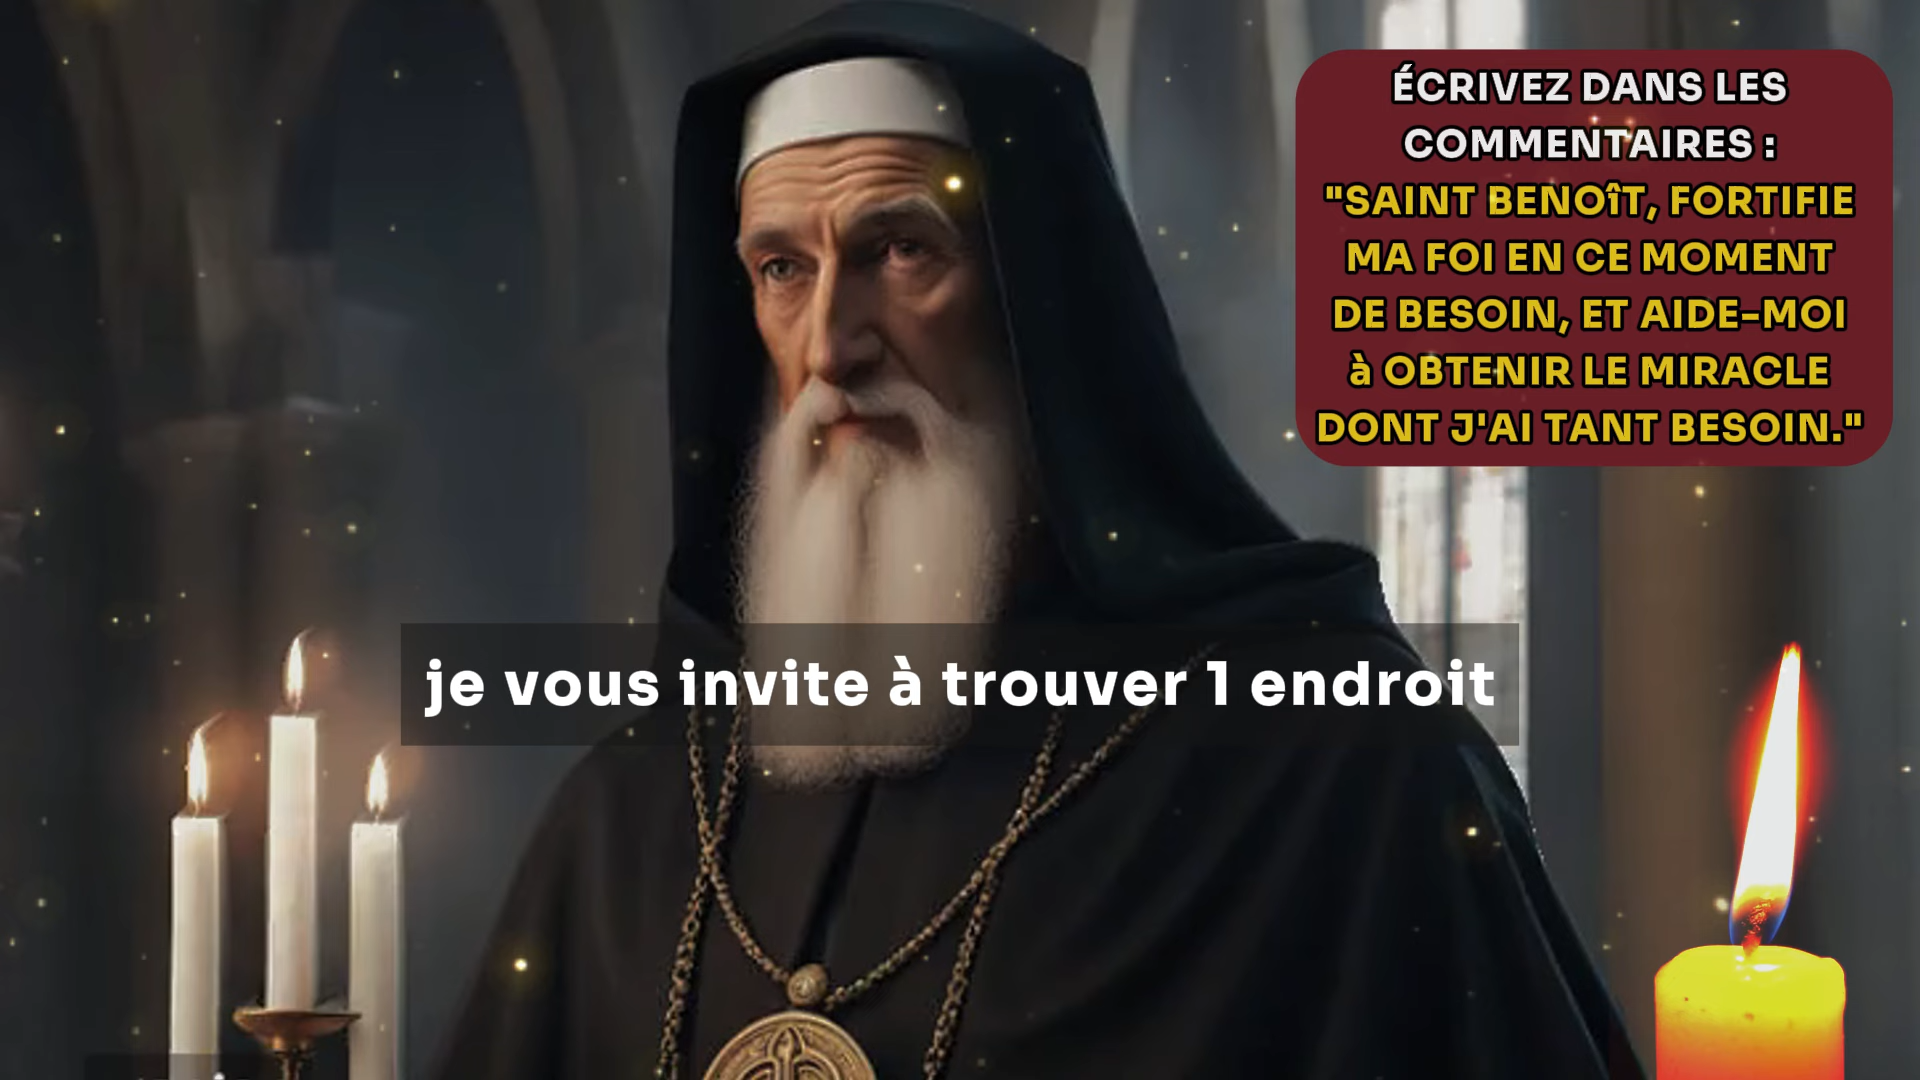 ÉCRIVEZ DANS LES
COMMENTAIRES :
"SAINT BENOîT, FORTIFIE
MA FOI EN CE MOMENT
DE BESOIN, ET AIDE-MOI
à OBTENIR LE MIRACLE
DONT J'AI TANT BESOIN."
je vous invite à trouver 1 endroit